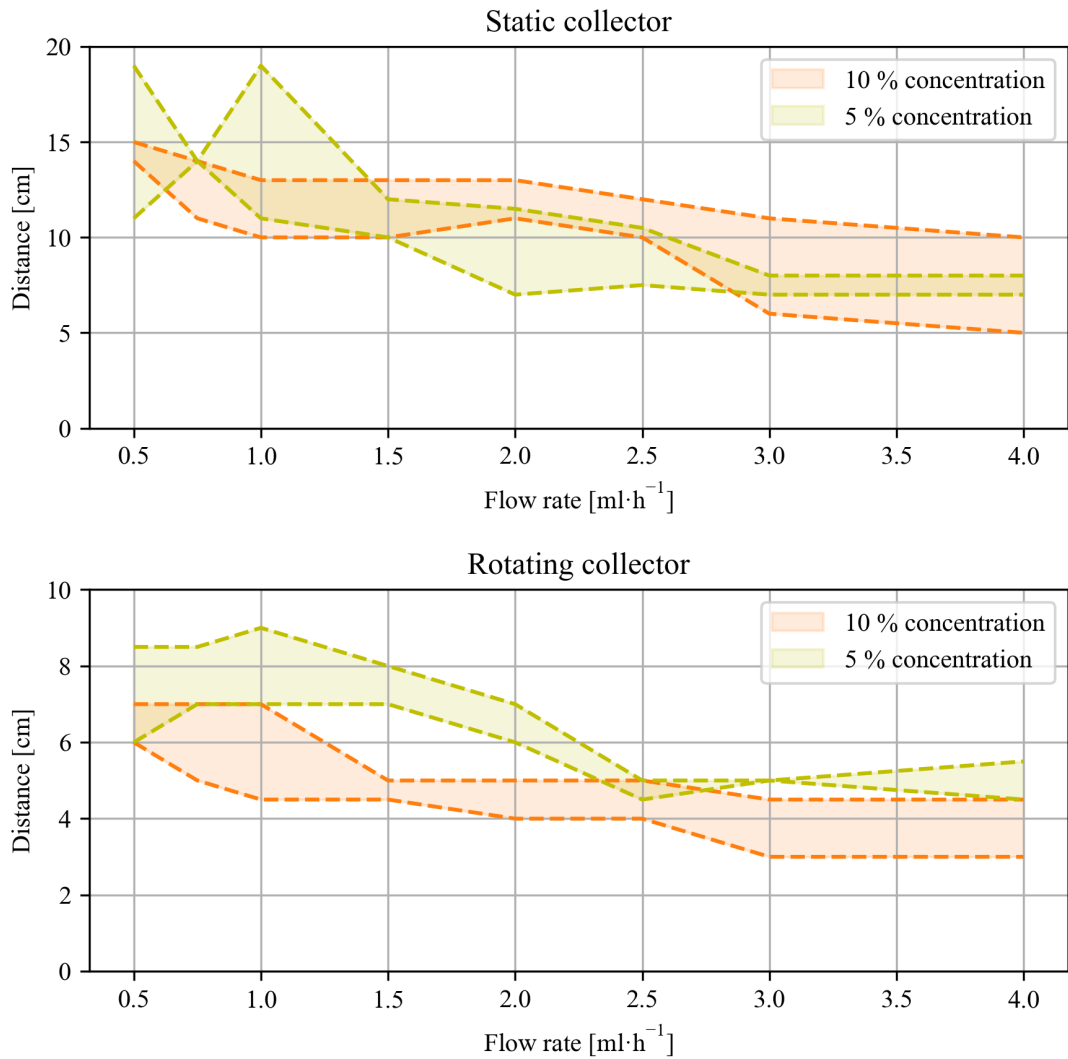 Static collector
20
15
10
5
0
Distance [cm]
10 % concentration
5 % concentration
0.5 1.0 1.5 2.0 2.5 3.0 3.5 4.0
Flow rate [ml·h⁻¹]
Rotating collector
10
8
6
4
2
0
Distance [cm]
10 % concentration
5 % concentration
0.5 1.0 1.5 2.0 2.5 3.0 3.5 4.0
Flow rate [ml·h⁻¹]